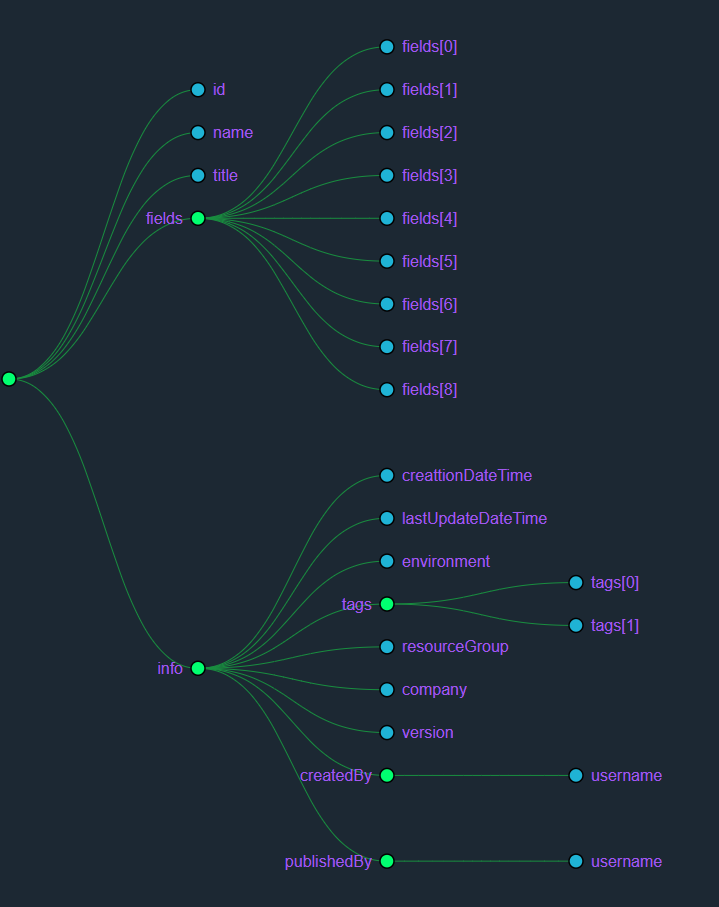 fields[0]
id
fields[1]
name
fields[2]
title
fields[3]
fields
fields[4]
fields[5]
fields[6]
fields[7]
fields[8]
creattionDateTime
lastUpdateDateTime
environment
tags[0]
tags
tags[1]
resourceGroup
info
company
version
createdBy
username
publishedBy
username